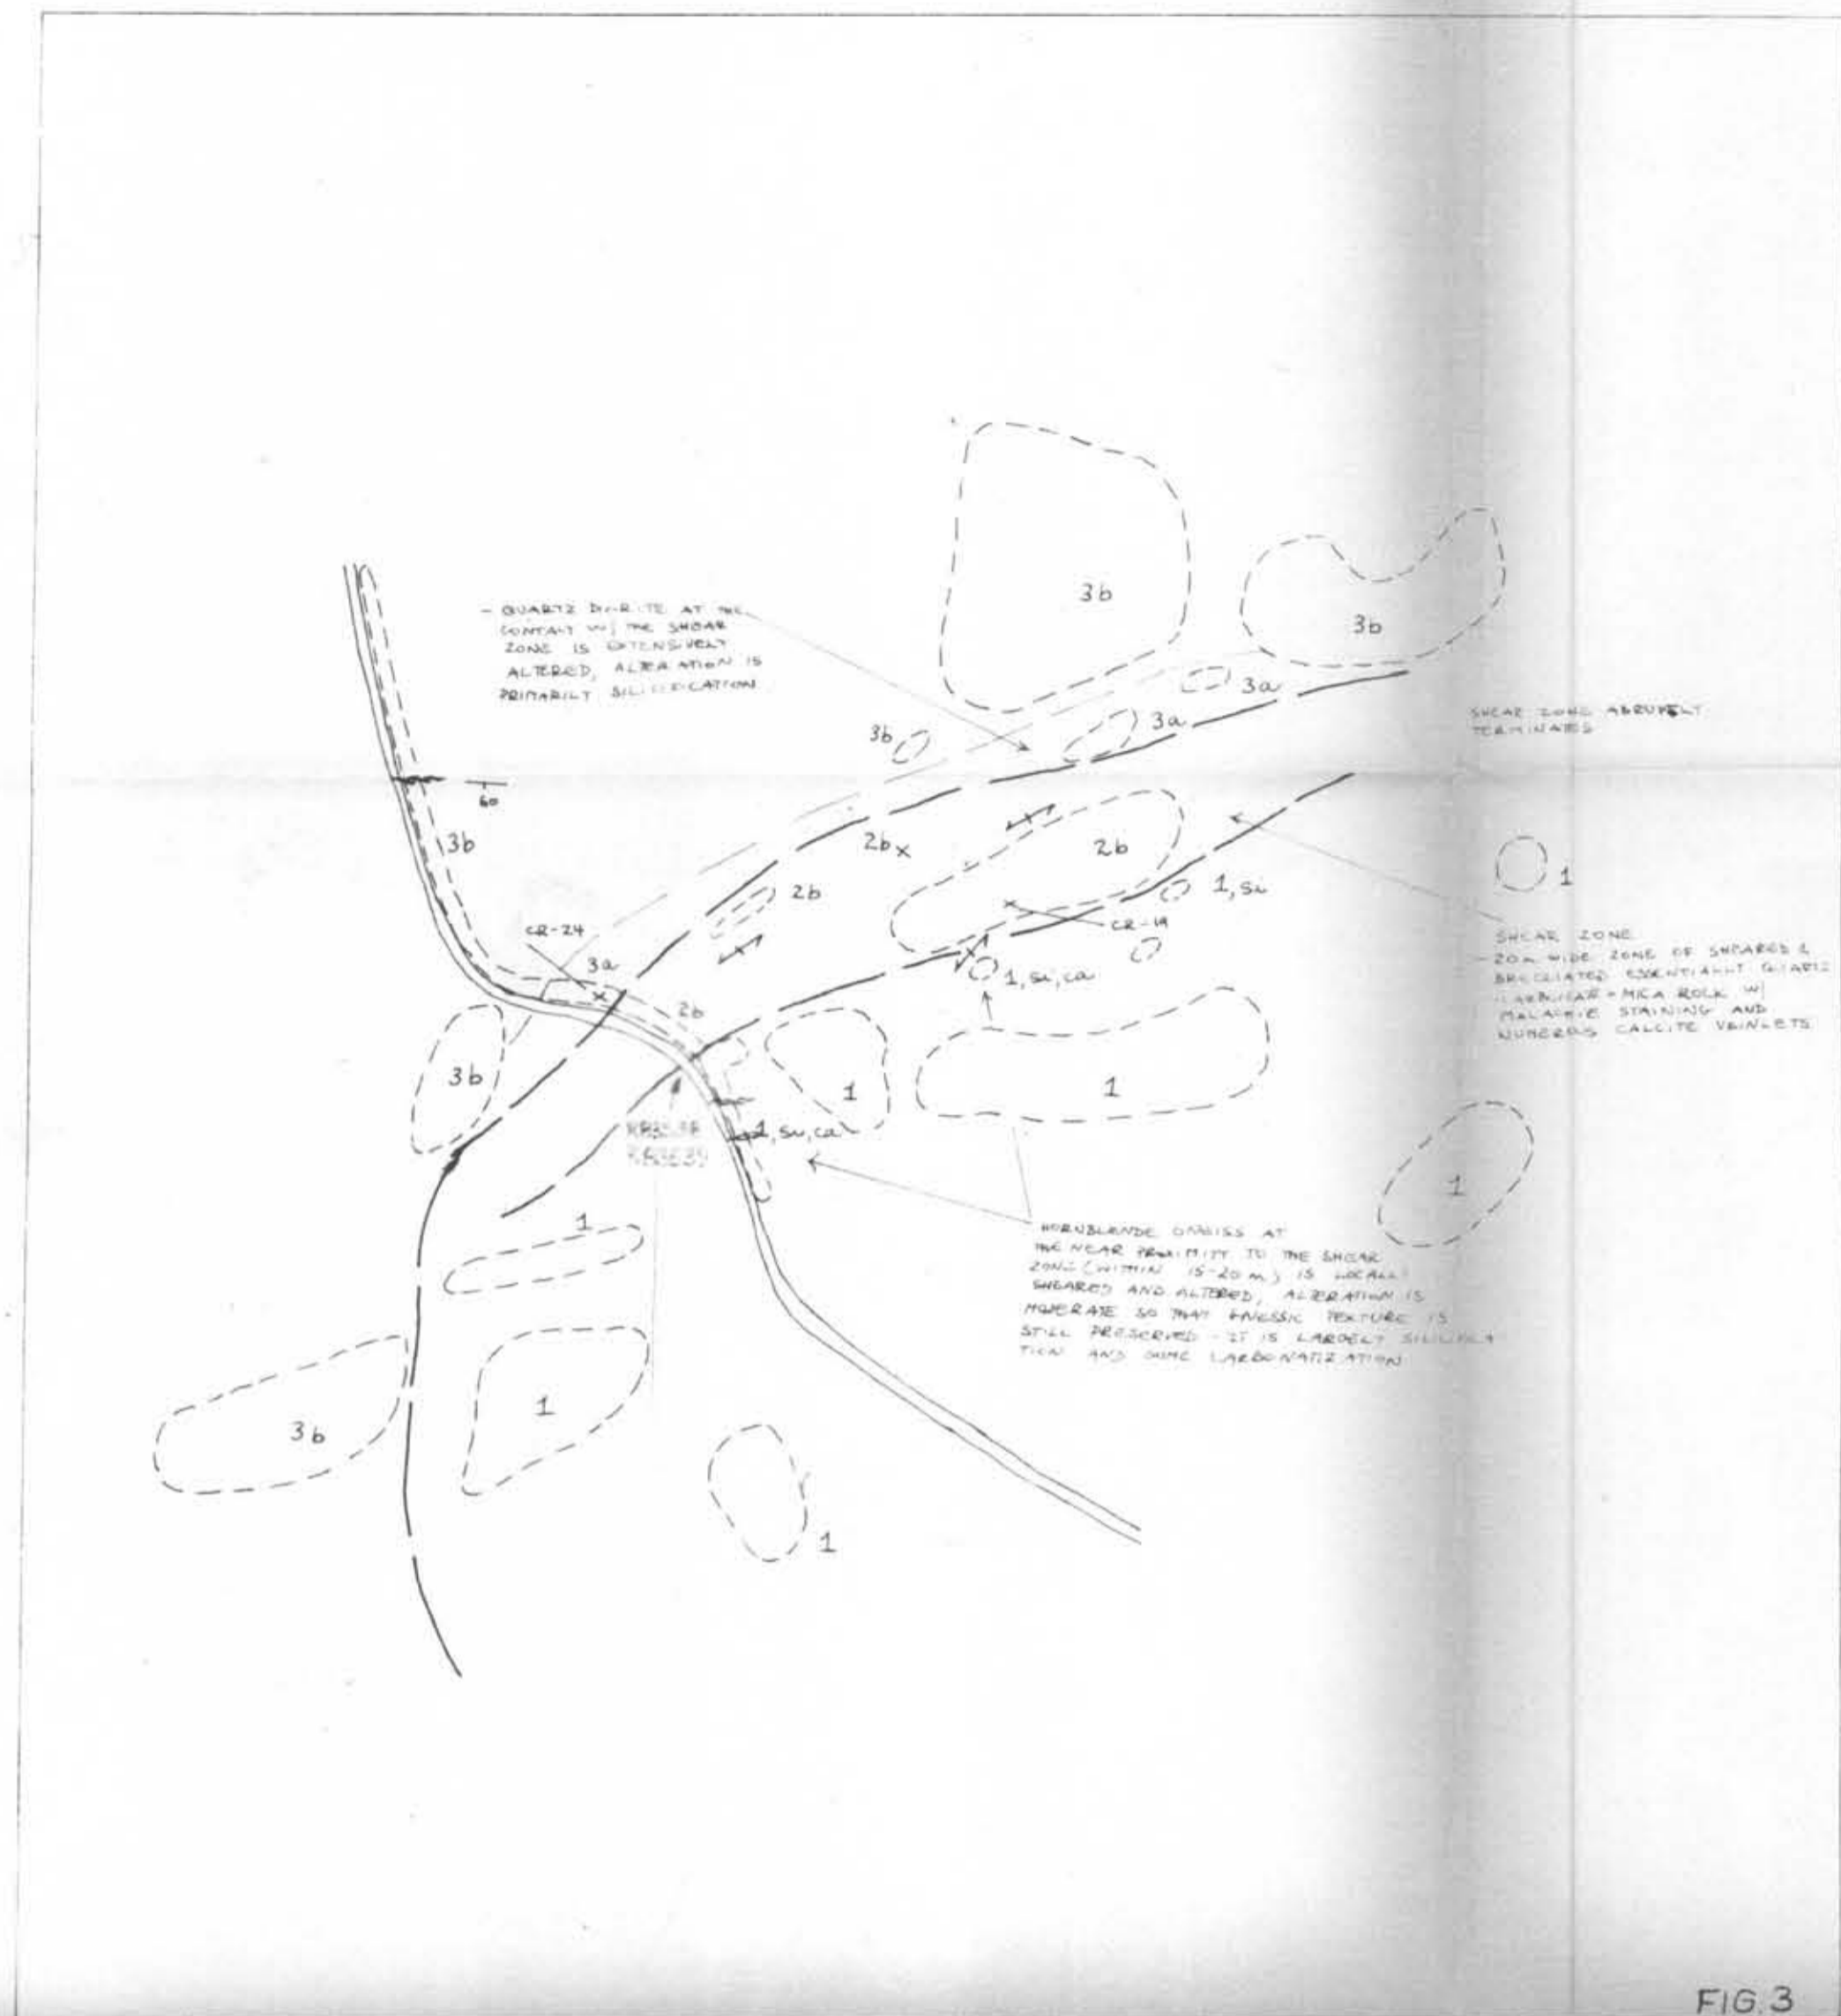 3b
3b
- QUARTZ DIORITE AT THE
CONTACT W/ THE SHEAR
ZONE IS EXTENSIVELY
ALTERED, ALTERATION IS
PRIMARILY SILICIFICATION
3a
3a
3b
SHEAR ZONE ABRUPELT
TERMINATES
60
3b
2b
2b
2b
1, si
1
CR-24
CR-19
3a
1, si, ca
2b
SHEAR ZONE
- 20m WIDE ZONE OF SHEARED &
BRECCIATED ESSENTIALLY QUARTZ
MICA ROCK W/
STAINING AND
NUMEROUS CALCITE VEINLETS
3b
1
1
1, si, ca
1
1
HORNBLENDE GNEISS AT
THE NEAR PROXIMITY TO THE SHEAR
ZONE (WITHIN 15-20 m) IS LOCALLY
SHEARED AND ALTERED, ALTERATION IS
MODERATE SO THAT GNEISSIC TEXTURE IS
STILL PRESERVED - IT IS LARGELY SILICIFICA
TION AND SOME CARBONATIZATION
3b
1
1
FIG. 3